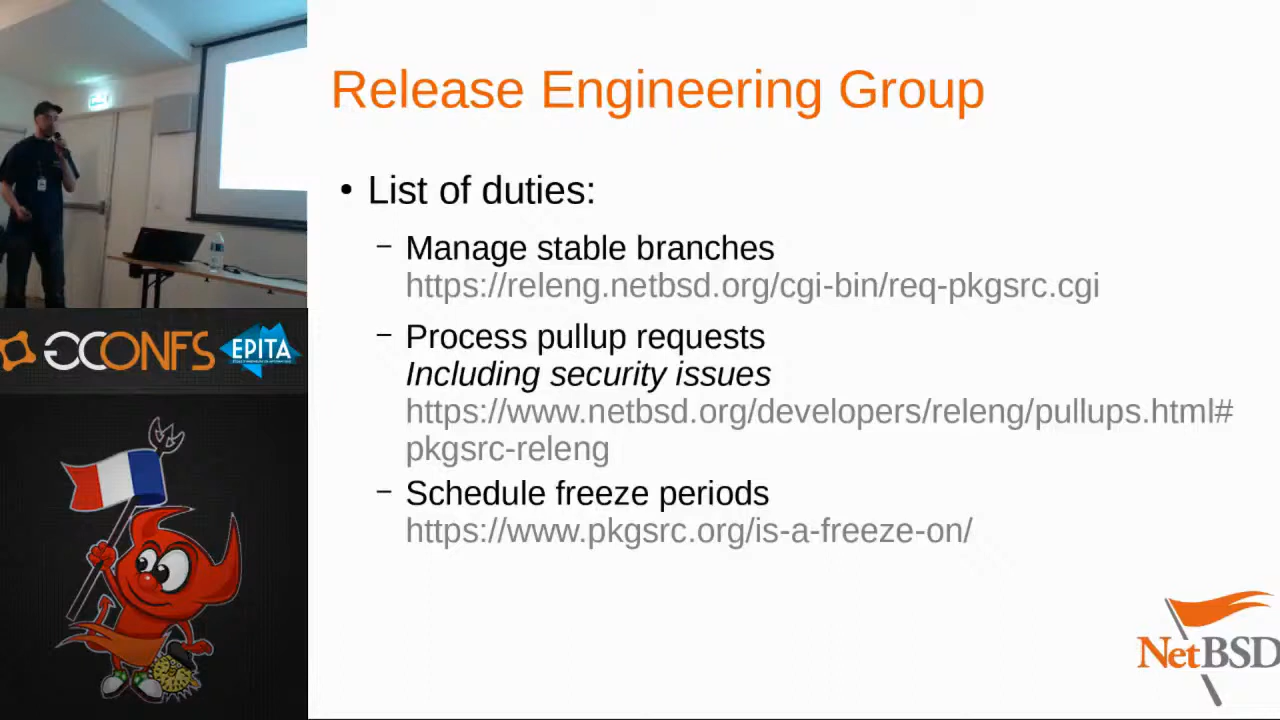 Release Engineering Group
• List of duties:
– Manage stable branches
https://releng.netbsd.org/cgi-bin/req-pkgsrc.cgi
– Process pullup requests
Including security issues
https://www.netbsd.org/developers/releng/pullups.html#
pkgsrc-releng
– Schedule freeze periods
https://www.pkgsrc.org/is-a-freeze-on/
GCONFS
EPITA
NetBSD